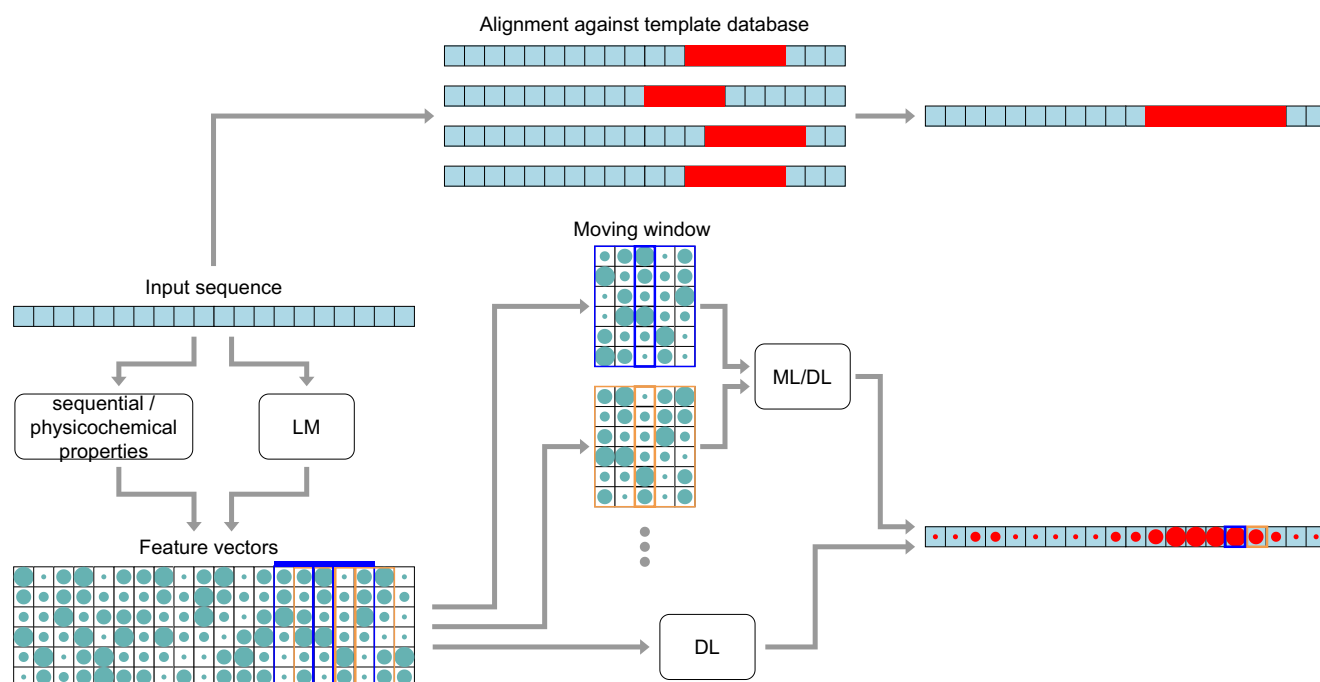 Alignment against template database
Moving window
Input sequence
sequential /
physicochemical
properties
LM
ML/DL
Feature vectors
DL